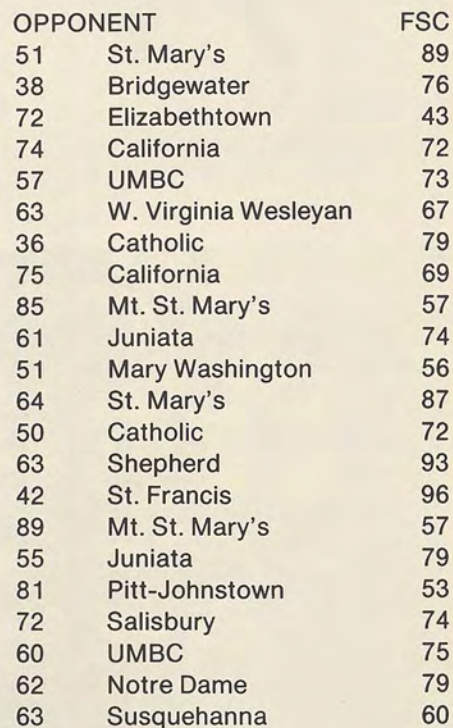 OPPONENT FSC
51 St. Mary's 89
38 Bridgewater 76
72 Elizabethtown 43
74 California 72
57 UMBC 73
63 W. Virginia Wesleyan 67
36 Catholic 79
75 California 69
85 Mt. St. Mary's 57
61 Juniata 74
51 Mary Washington 56
64 St. Mary's 87
50 Catholic 72
63 Shepherd 93
42 St. Francis 96
89 Mt. St. Mary's 57
55 Juniata 79
81 Pitt-Johnstown 53
72 Salisbury 74
60 UMBC 75
62 Notre Dame 79
63 Susquehanna 60